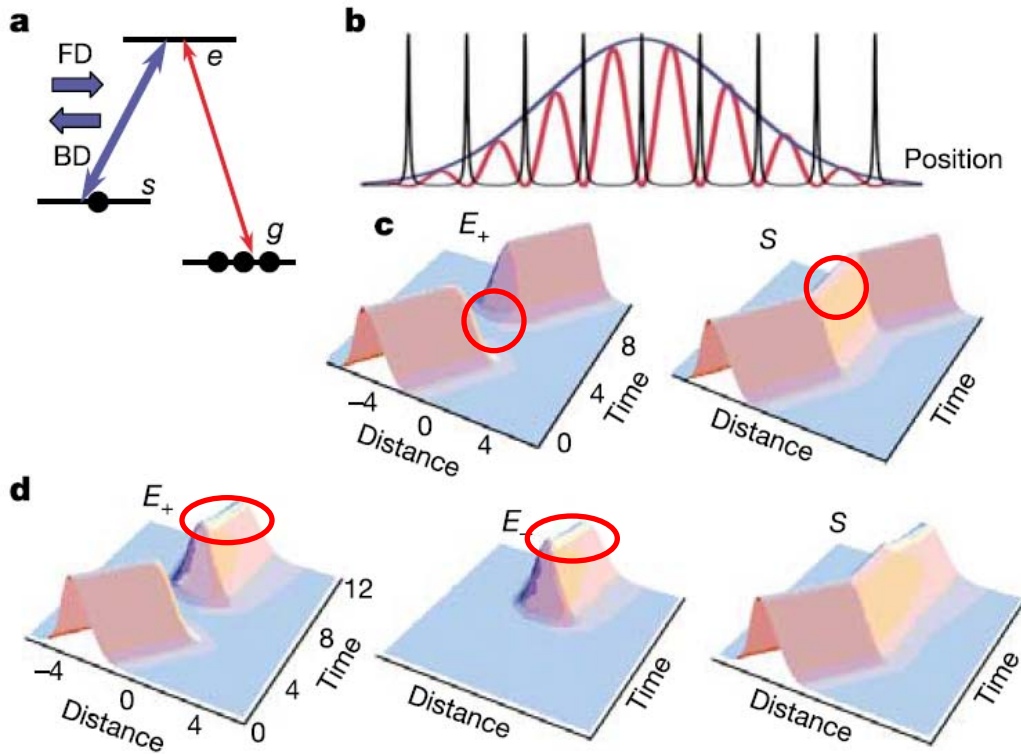 a
FD
BD
e
s
g
b
Position
c
E+
S
−4
0
4
Distance
0
4
8
Time
Distance
Time
d
E+
E−
S
−4
0
4
Distance
0
4
8
12
Time
Distance
Time
Distance
Time